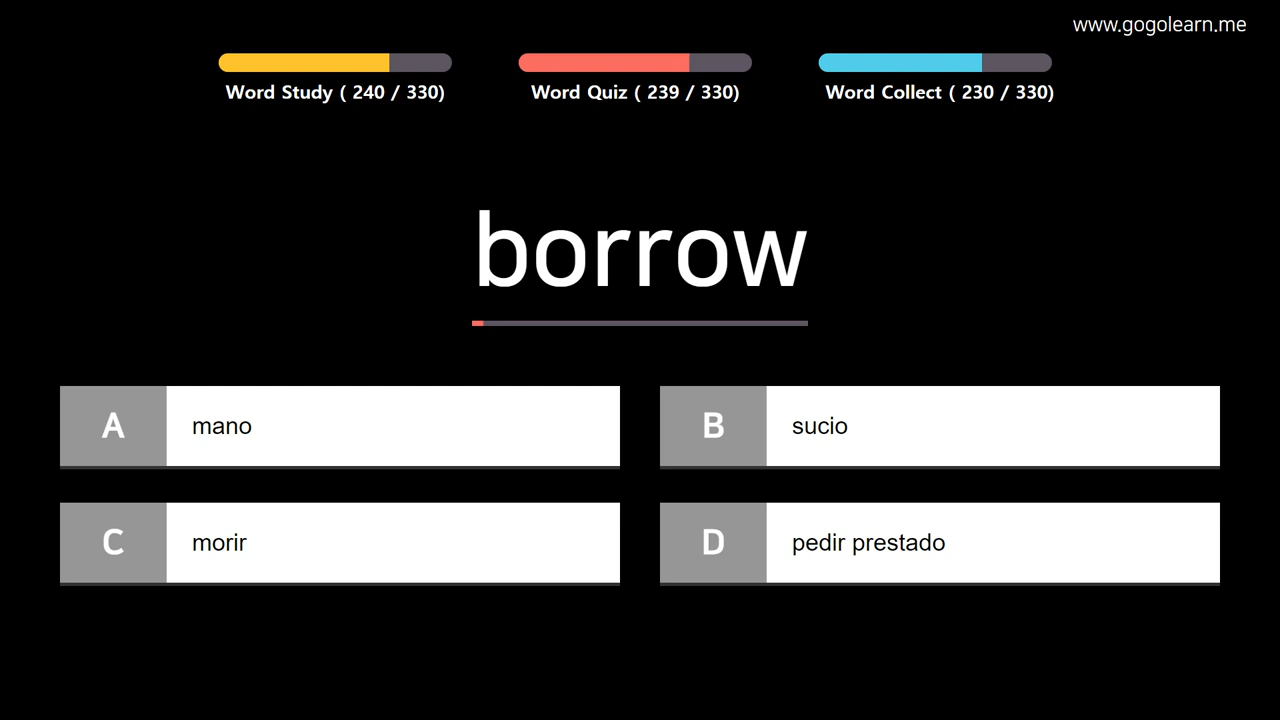 www.gogolearn.me
Word Study ( 240 / 330)
Word Quiz ( 239 / 330)
Word Collect ( 230 / 330)
borrow
A mano
B sucio
C morir
D pedir prestado